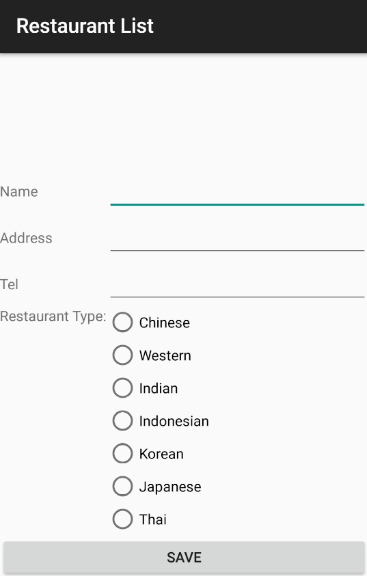 Restaurant List
Name
Address
Tel
Restaurant Type:
Chinese
Western
Indian
Indonesian
Korean
Japanese
Thai
SAVE